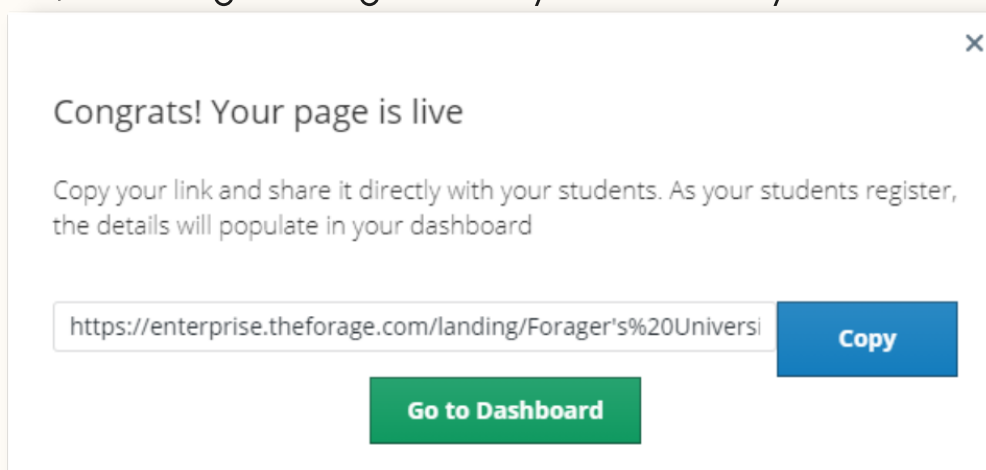 Congrats! Your page is live
Copy your link and share it directly with your students. As your students register,
the details will populate in your dashboard
https://enterprise.theforage.com/landing/Forager's%20Universi
Copy
Go to Dashboard